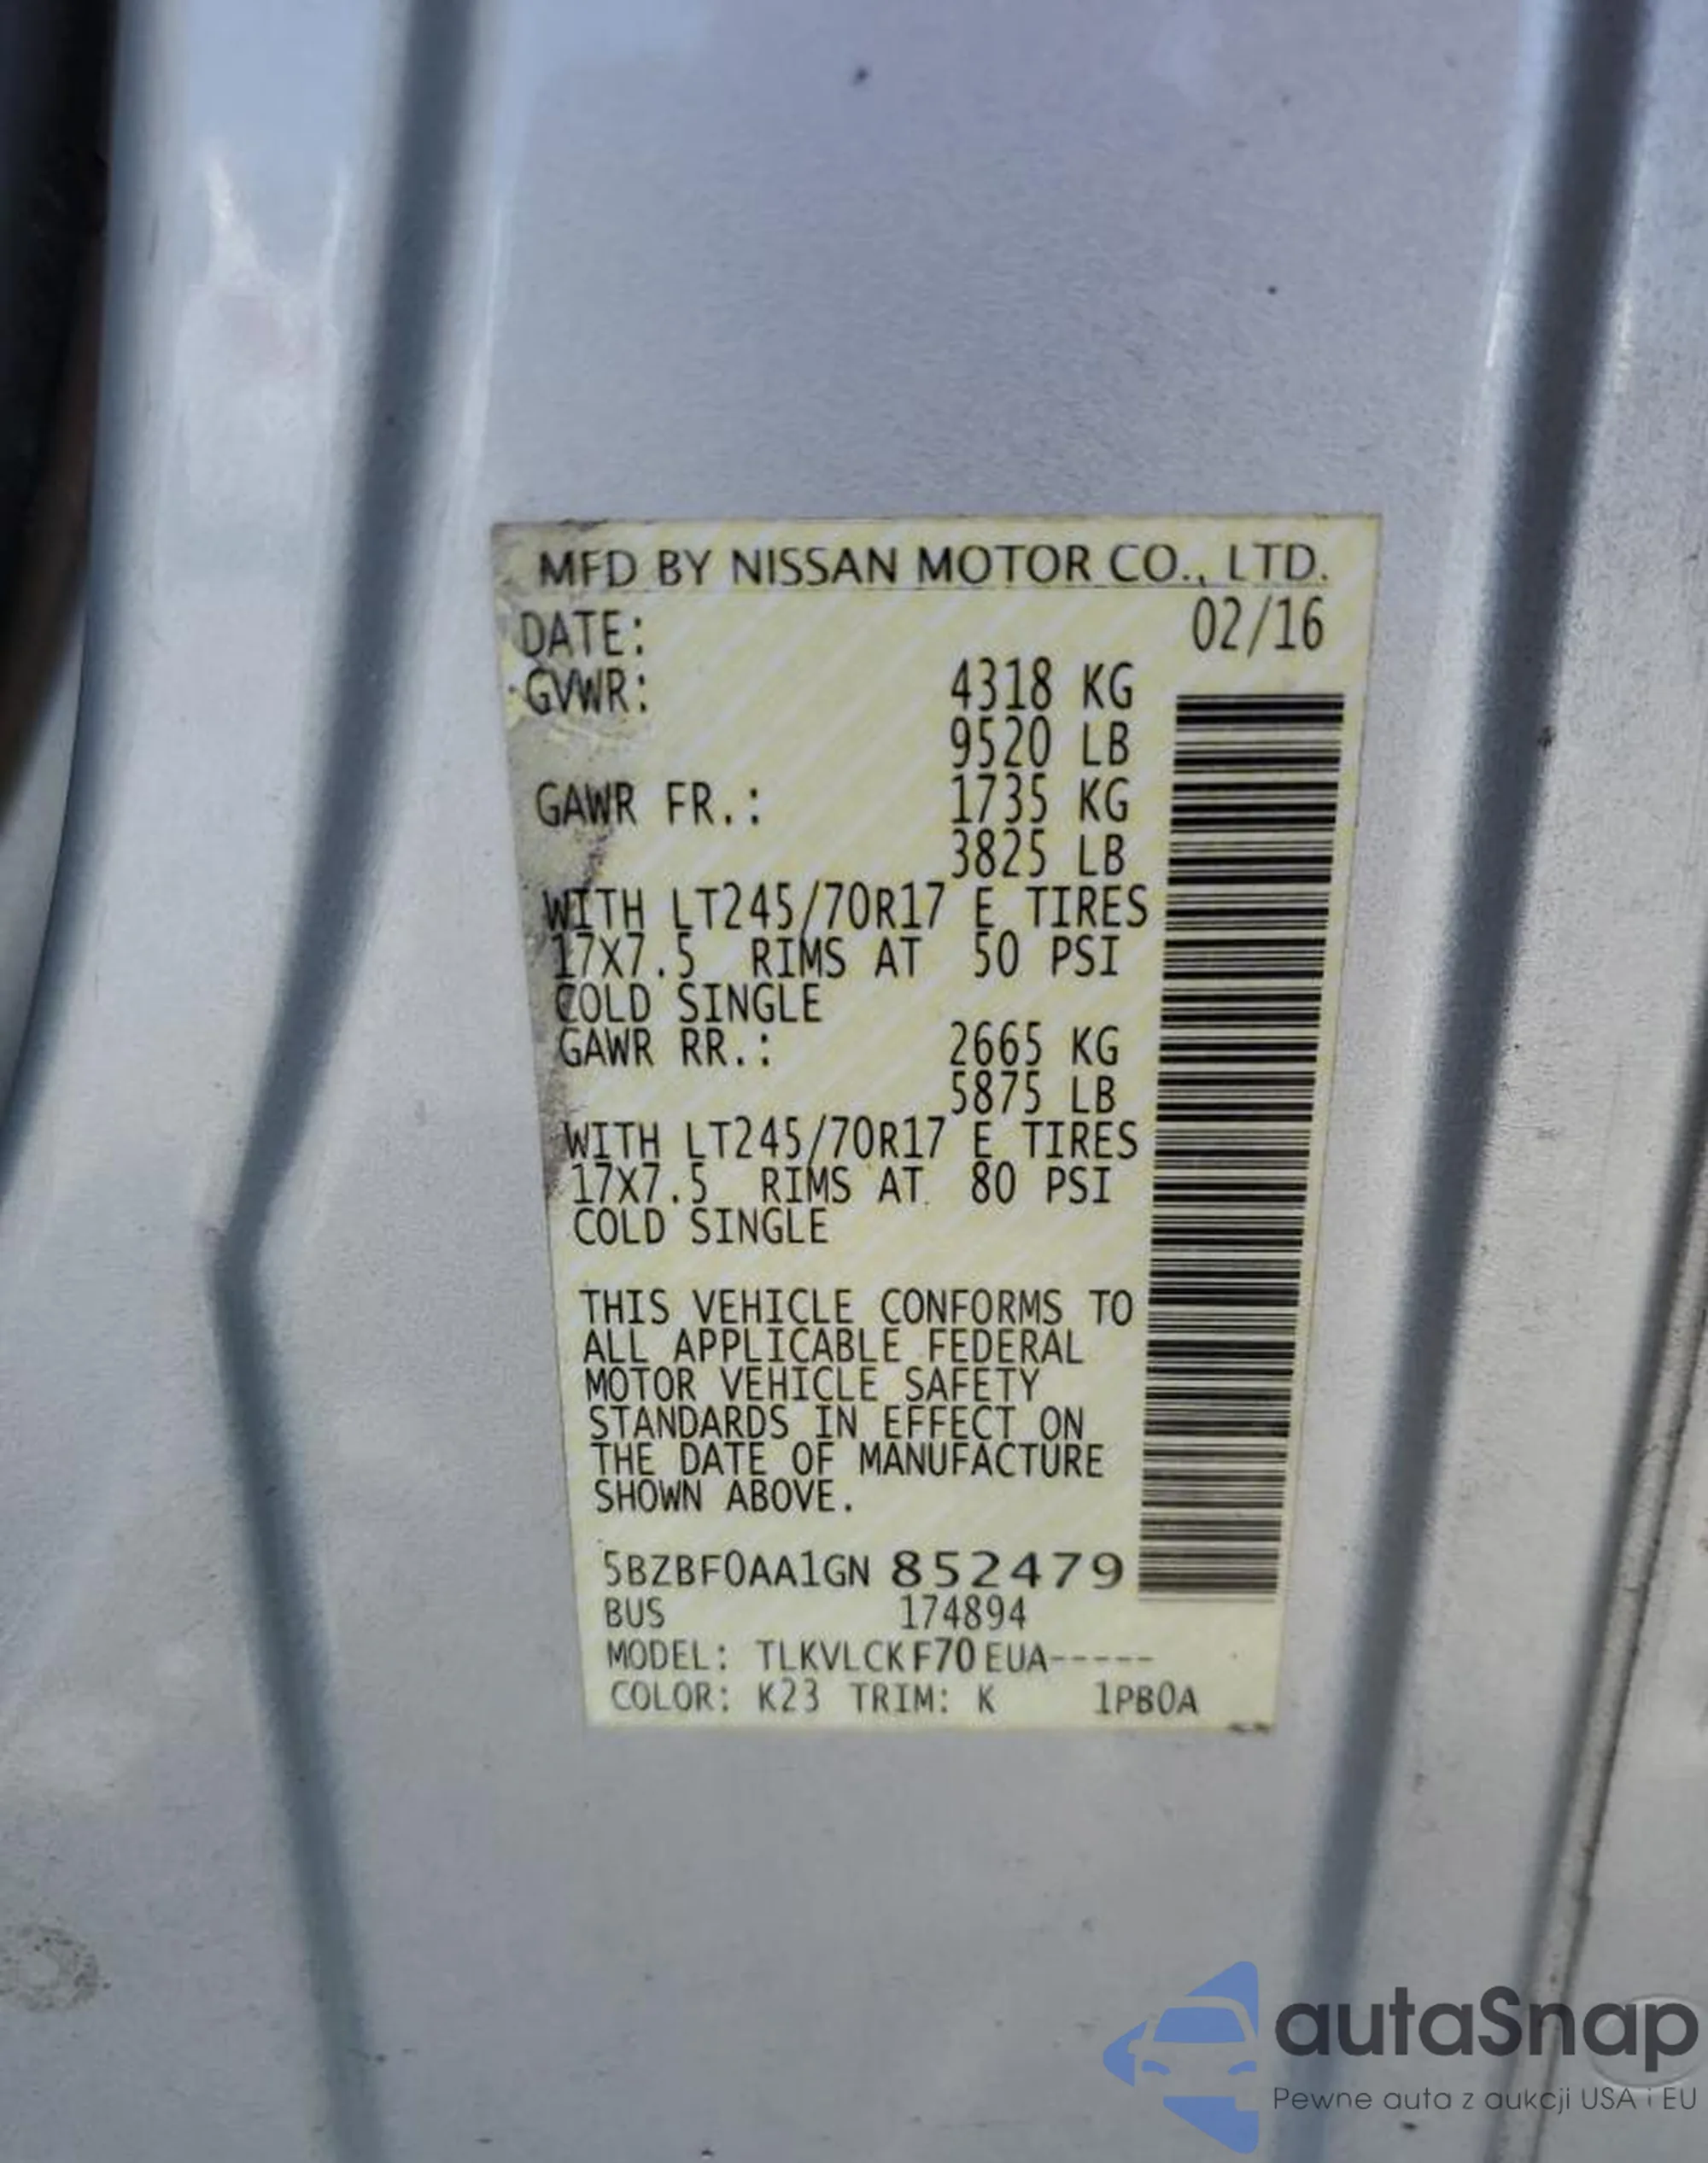 MFD BY NISSAN MOTOR CO., LTD.
DATE: 02/16
GVWR: 4318 KG
9520 LB
GAWR FR.: 1735 KG
3825 LB
WITH LT245/70R17 E TIRES
17X7.5 RIMS AT 50 PSI
COLD SINGLE
GAWR RR.: 2665 KG
5875 LB
WITH LT245/70R17 E TIRES
17X7.5 RIMS AT 80 PSI
COLD SINGLE
THIS VEHICLE CONFORMS TO
ALL APPLICABLE FEDERAL
MOTOR VEHICLE SAFETY
STANDARDS IN EFFECT ON
THE DATE OF MANUFACTURE
SHOWN ABOVE.
5BZBF0AA1GN 852479
BUS 174894
MODEL: TLKVLCKF70EUA-----
COLOR: K23 TRIM: K 1PB0A
autaSnap
Pewne auta z aukcji USA i EU